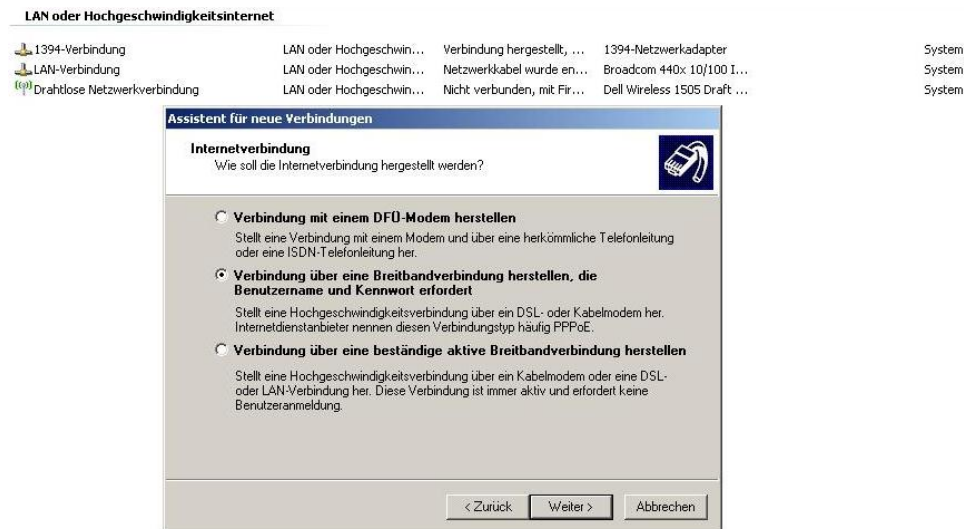 LAN oder Hochgeschwindigkeitsinternet
1394-Verbindung LAN oder Hochgeschwin... Verbindung hergestellt, ... 1394-Netzwerkadapter System
LAN-Verbindung LAN oder Hochgeschwin... Netzwerkkabel wurde en... Broadcom 440x 10/100 I... System
Drahtlose Netzwerkverbindung LAN oder Hochgeschwin... Nicht verbunden, mit Fir... Dell Wireless 1505 Draft ... System
Assistent für neue Verbindungen
Internetverbindung
Wie soll die Internetverbindung hergestellt werden?
Verbindung mit einem DFÜ-Modem herstellen
Stellt eine Verbindung mit einem Modem und über eine herkömmliche Telefonleitung
oder eine ISDN-Telefonleitung her.
Verbindung über eine Breitbandverbindung herstellen, die
Benutzername und Kennwort erfordert
Stellt eine Hochgeschwindigkeitsverbindung über ein DSL- oder Kabelmodem her.
Internetdienstanbieter nennen diesen Verbindungstyp häufig PPPoE.
Verbindung über eine beständige aktive Breitbandverbindung herstellen
Stellt eine Hochgeschwindigkeitsverbindung über ein Kabelmodem oder eine DSL-
oder LAN-Verbindung her. Diese Verbindung ist immer aktiv und erfordert keine
Benutzeranmeldung.
< Zurück Weiter > Abbrechen